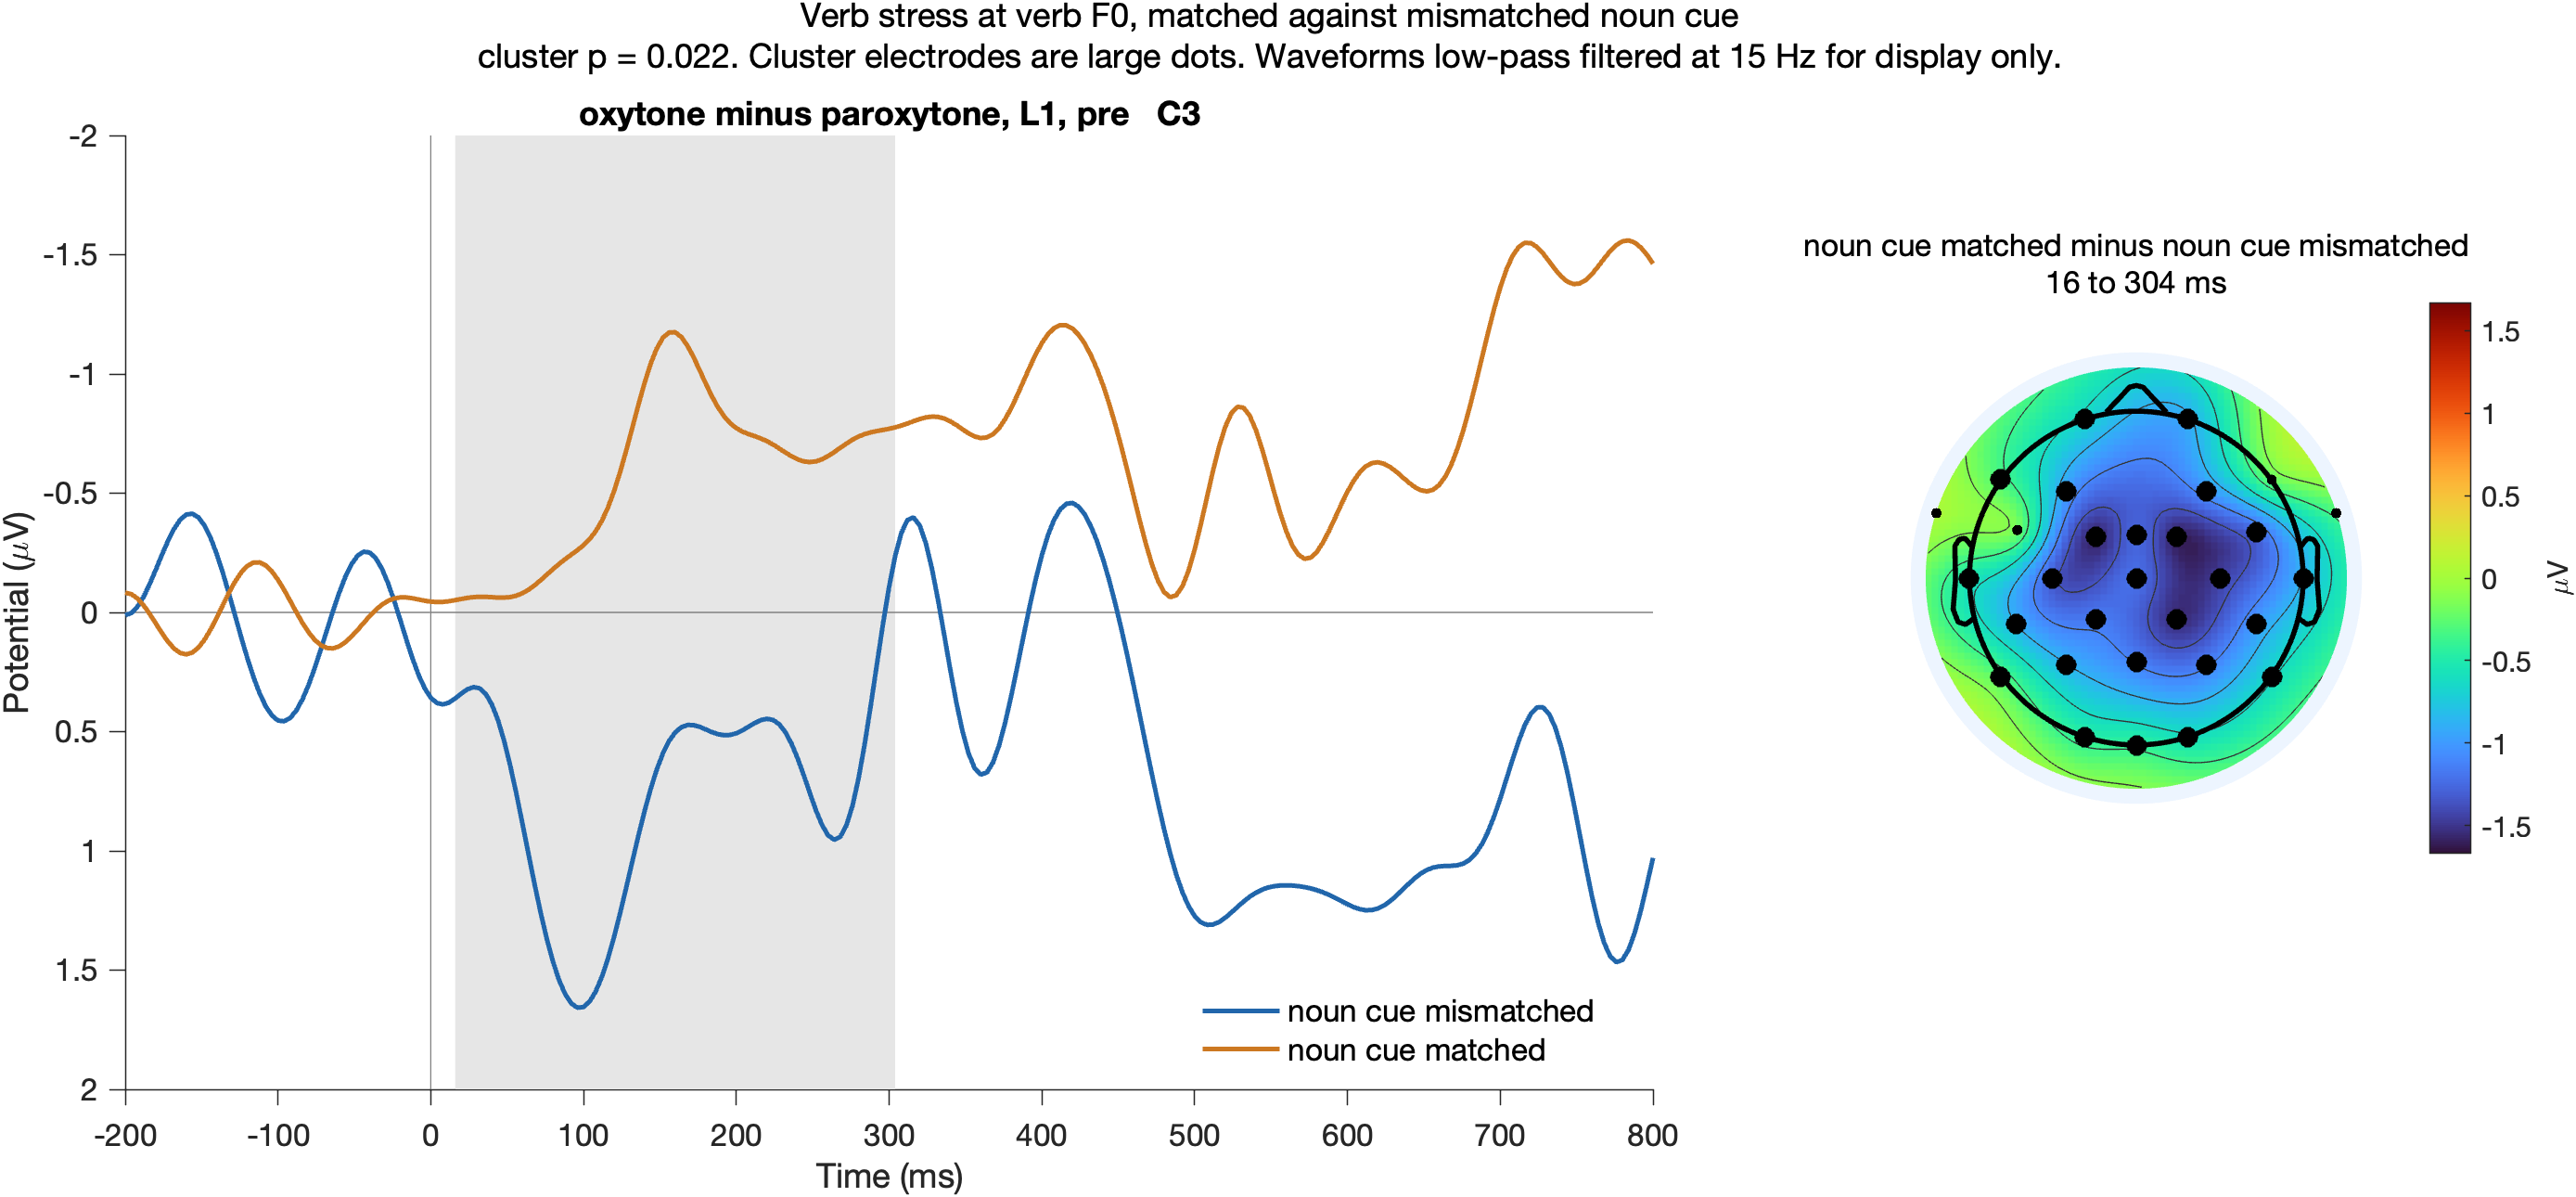 Verb stress at verb F0, matched against mismatched noun cue
cluster p = 0.022. Cluster electrodes are large dots. Waveforms low-pass filtered at 15 Hz for display only.
oxytone minus paroxytone, L1, pre C3
-2
-1.5
-1
-0.5
0
0.5
1
1.5
2
Potential (μV)
-200
-100
0
100
200
300
400
500
600
700
800
Time (ms)
noun cue mismatched
noun cue matched
noun cue matched minus noun cue mismatched
16 to 304 ms
1.5
1
0.5
0
-0.5
-1
-1.5
μV